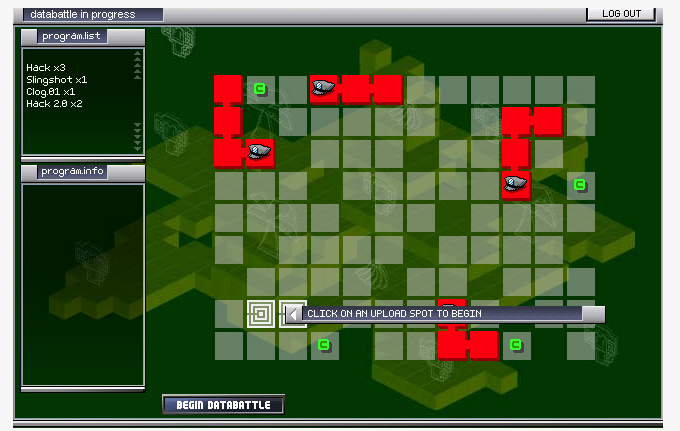 databattle in progress
LOG OUT
program.list
Hack x3
Slingshot x1
Clog.01 x1
Hack 2.0 x2
program.info
CLICK ON AN UPLOAD SPOT TO BEGIN
BEGIN DATABATTLE